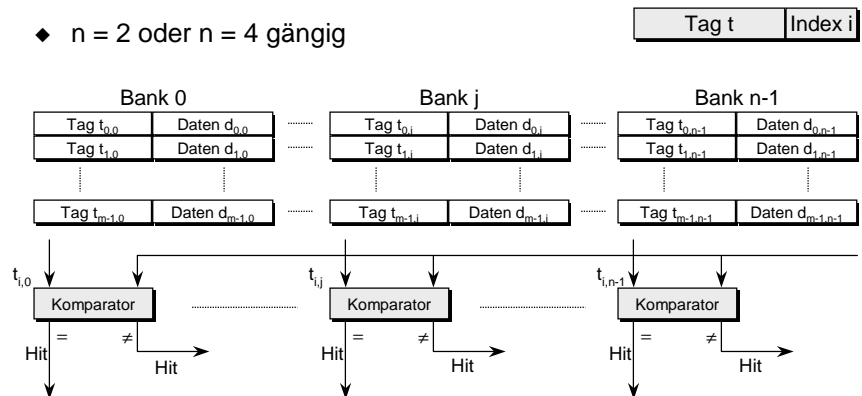 ◆ n = 2 oder n = 4 gängig
Tag t Index i
Bank 0 Bank j Bank n-1
Tag t0,0 Daten d0,0 Tag t0,i Daten d0,i Tag t0,n-1 Daten d0,n-1
Tag t1,0 Daten d1,0 Tag t1,i Daten d1,i Tag t1,n-1 Daten d1,n-1
Tag tm-1,0 Daten dm-1,0 Tag tm-1,i Daten dm-1,i Tag tm-1,n-1 Daten dm-1,n-1
ti,0 ti,j ti,n-1
Komparator Komparator Komparator
= ≠ = ≠ = ≠
Hit Hit Hit
Hit Hit Hit